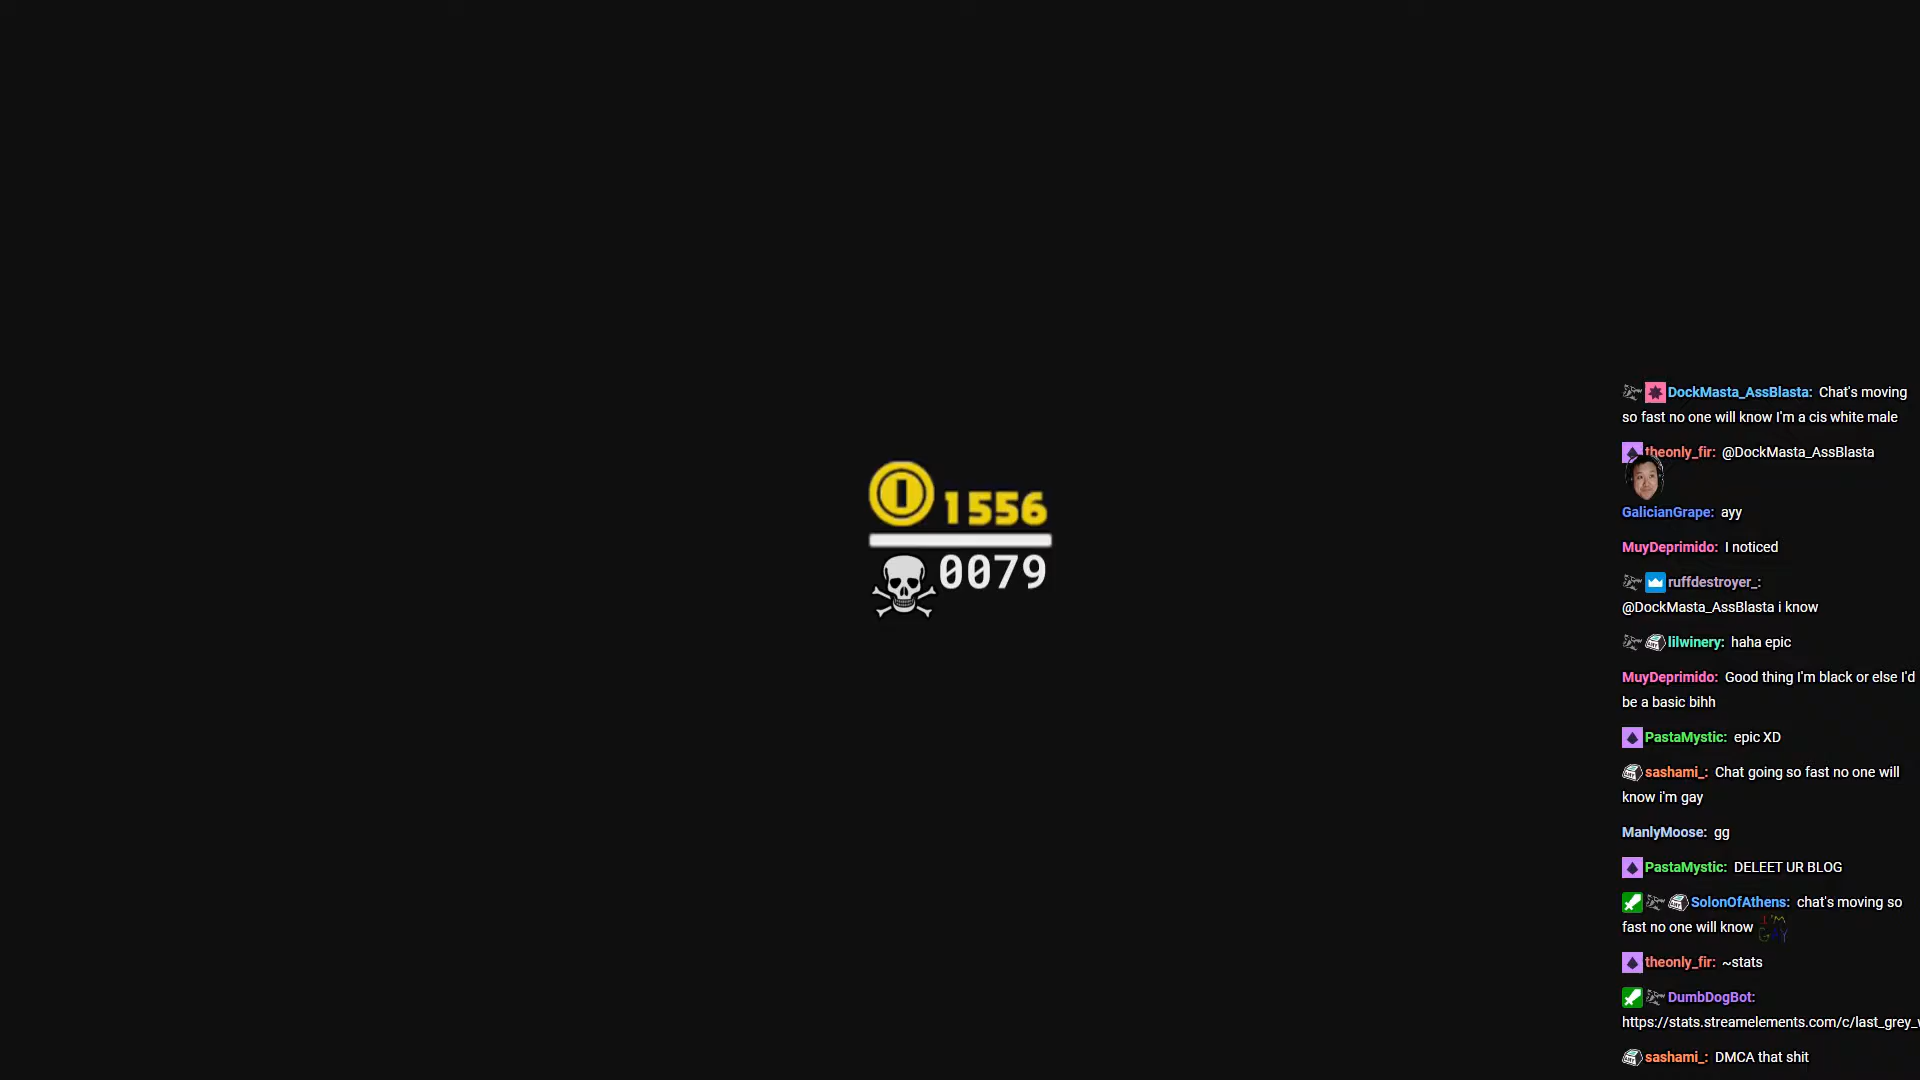 1556
0079
DockMasta_AssBlasta: Chat's moving
so fast no one will know I'm a cis white male
theonly_fir: @DockMasta_AssBlasta
GalicianGrape: ayy
MuyDeprimido: I noticed
ruffdestroyer_:
@DockMasta_AssBlasta i know
lilwinery: haha epic
MuyDeprimido: Good thing I'm black or else I'd
be a basic bihh
PastaMystic: epic XD
sashami_: Chat going so fast no one will
know i'm gay
ManlyMoose: gg
PastaMystic: DELEET UR BLOG
SolonOfAthens: chat's moving so
fast no one will know I'M
GAY
theonly_fir: ~stats
DumbDogBot:
https://stats.streamelements.com/c/last_grey_
sashami_: DMCA that shit